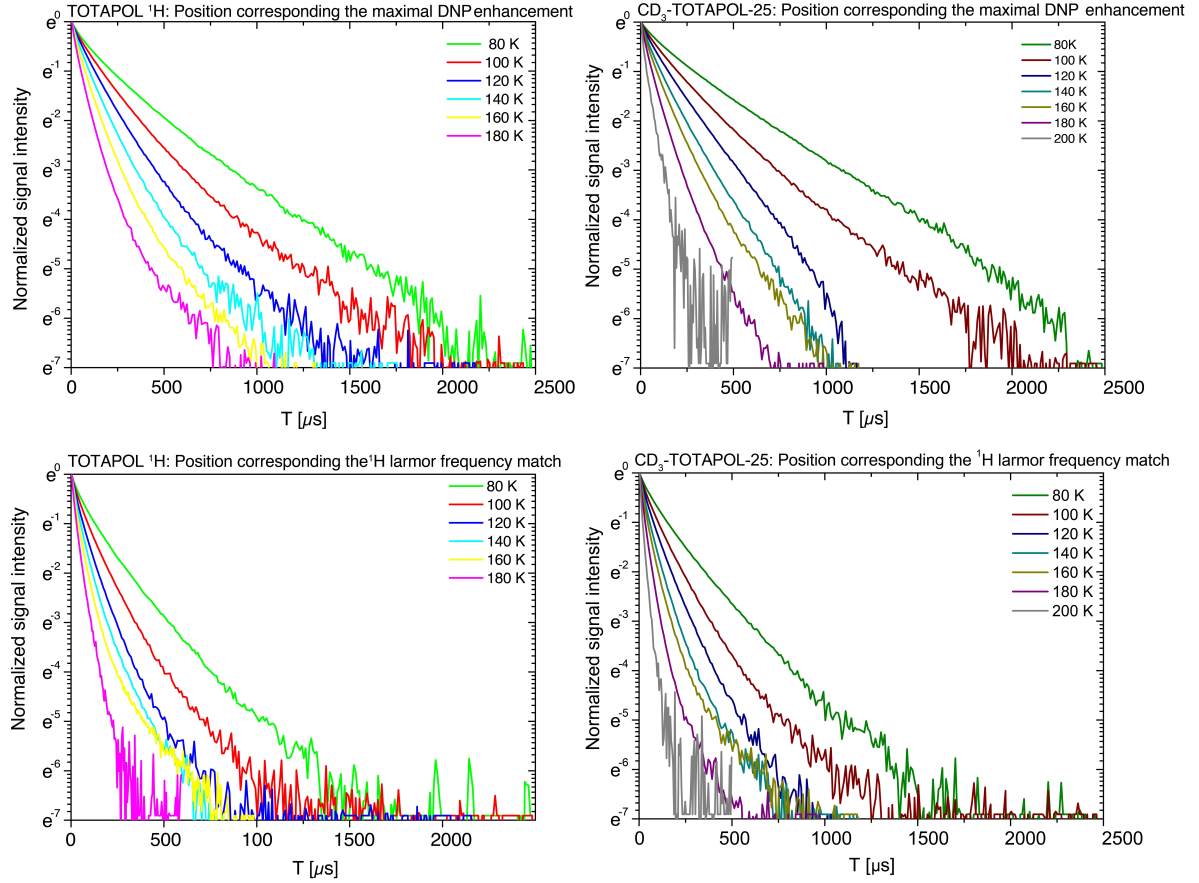 TOTAPOL ¹H: Position corresponding the maximal DNP enhancement
e⁰
e⁻¹
e⁻²
e⁻³
e⁻⁴
e⁻⁵
e⁻⁶
e⁻⁷
Normalized signal intensity
80 K
100 K
120 K
140 K
160 K
180 K
0
500
1000
1500
2000
2500
T [µs]
CD₃-TOTAPOL-25: Position corresponding the maximal DNP enhancement
e⁰
e⁻¹
e⁻²
e⁻³
e⁻⁴
e⁻⁵
e⁻⁶
e⁻⁷
Normalized signal intensity
80K
100 K
120 K
140 K
160 K
180 K
200 K
0
500
1000
1500
2000
2500
T [µs]
TOTAPOL ¹H: Position corresponding the¹H larmor frequency match
e⁰
e⁻¹
e⁻²
e⁻³
e⁻⁴
e⁻⁵
e⁻⁶
e⁻⁷
Normalized signal intensity
80 K
100 K
120 K
140 K
160 K
180 K
0
500
1000
1500
2000
2500
T [µs]
CD₃-TOTAPOL-25: Position corresponding the ¹H larmor frequency match
e⁰
e⁻¹
e⁻²
e⁻³
e⁻⁴
e⁻⁵
e⁻⁶
e⁻⁷
Normalized signal intensity
80 K
100 K
120 K
140 K
160 K
180 K
200 K
0
500
1000
1500
2000
2500
T [µs]